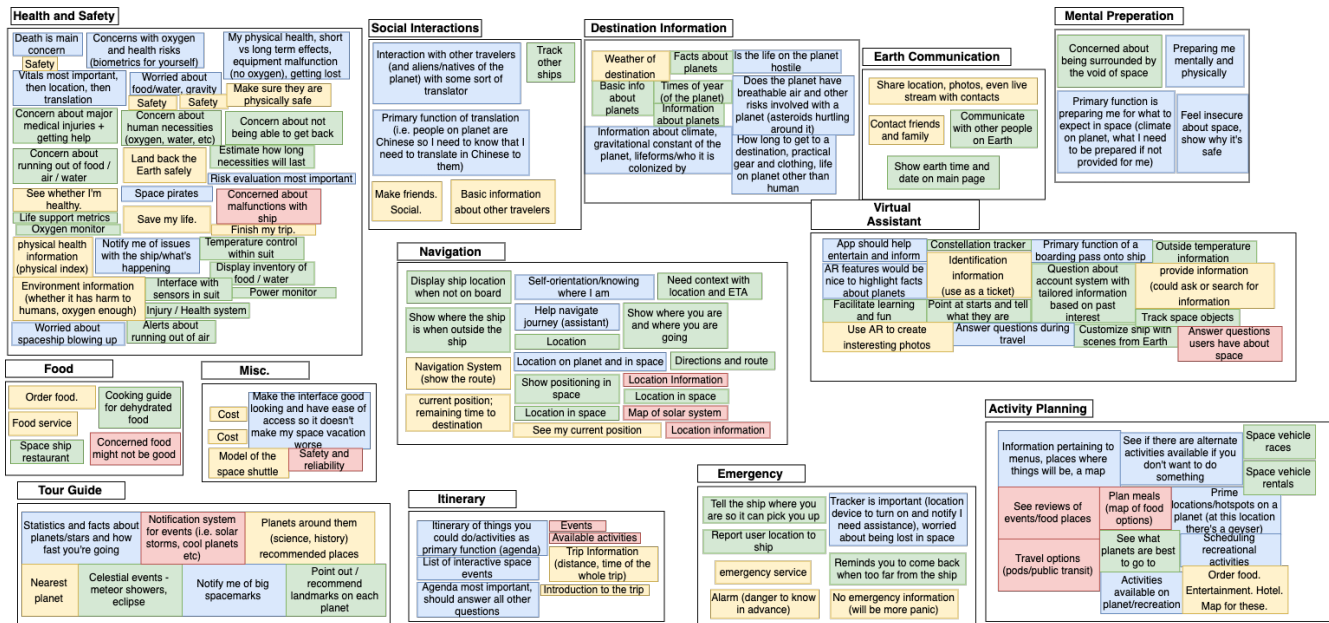 Health and Safety
Death is main
concern
Safety
Concerns with oxygen
and health risks
(biometrics for yourself)
My physical health, short
vs long term effects,
equipment malfunction
(no oxygen), getting lost
Vitals most important,
then location, then
translation
Worried about
food/water, gravity
Safety
Safety
Make sure they are
physically safe
Concern about major
medical injuries +
getting help
Concern about
human necessities
(oxygen, water, etc)
Concern about not
being able to get back
Concern about
running out of food /
air / water
Land back the
Earth safely
Estimate how long
necessities will last
Risk evaluation most important
See whether I'm
healthy.
Space pirates
Concerned about
malfunctions with
ship
Life support metrics
Oxygen monitor
Save my life.
Finish my trip.
physical health
information
(physical index)
Notify me of issues
with the ship/what's
happening
Temperature control
within suit
Display inventory of
food / water
Environment information
(whether it has harm to
humans, oxygen enough)
Interface with
sensors in suit
Power monitor
Injury / Health system
Worried about
spaceship blowing up
Alerts about
running out of air
Social Interactions
Interaction with other travelers
(and aliens/natives of
the planet) with some sort of
translator
Track
other
ships
Primary function of translation
(i.e. people on planet are
Chinese so I need to know that I
need to translate in Chinese to
them)
Make friends.
Social.
Basic information
about other travelers
Destination Information
Weather of
destination
Facts about
planets
Is the life on the planet
hostile
Basic info
about planets
Times of year
(of the planet)
Information
about planets
Does the planet have
breathable air and other
risks involved with a
planet (asteroids hurtling
around it)
Information about climate,
gravitational constant of the
planet, lifeforms/who it is
colonized by
How long to get to a
destination, practical
gear and clothing, life
on planet other than
human
Earth Communication
Share location, photos, even live
stream with contacts
Contact friends
and family
Communicate
with other people
on Earth
Show earth time and
date on main page
Mental Preperation
Concerned about
being surrounded by
the void of space
Preparing me
mentally and
physically
Primary function is
preparing me for what to
expect in space (climate
on planet, what I need to
be prepared if not
provided for me)
Feel insecure
about space,
show why it's
safe
Navigation
Display ship location
when not on board
Self-orientation/knowing
where I am
Need context with
location and ETA
Show where the ship
is when outside the
ship
Help navigate
journey (assistant)
Location
Show where you are
and where you are
going
Navigation System
(show the route)
Location on planet and in space
Directions and route
Show positioning in
space
Location Information
Location in space
current position;
remaining time to
destination
Location in space
Map of solar system
See my current position
Location information
Virtual
Assistant
App should help
entertain and inform
Constellation tracker
Primary function of a
boarding pass onto ship
Outside temperature
information
AR features would be
nice to highlight facts
about planets
Identification
information
(use as a ticket)
Question about
account system with
tailored information
based on past
interest
provide information
(could ask or search for
information
Facilitate learning
and fun
Point at starts and tell
what they are
Track space objects
Use AR to create
insteresting photos
Answer questions during
travel
Customize ship with
scenes from Earth
Answer questions
users have about
space
Food
Order food.
Cooking guide
for dehydrated
food
Food service
Space ship
restaurant
Concerned food
might not be good
Misc.
Cost
Cost
Make the interface good
looking and have ease of
access so it doesn't
make my space vacation
worse
Model of the
space shuttle
Safety and
reliability
Tour Guide
Statistics and facts about
planets/stars and how
fast you're going
Notification system
for events (i.e. solar
storms, cool planets
etc)
Planets around them
(science, history)
recommended places
Nearest
planet
Celestial events -
meteor showers,
eclipse
Notify me of big
spacemarks
Point out /
recommend
landmarks on each
planet
Itinerary
Itinerary of things you
could do/activities as
primary function (agenda)
Events
Available activities
List of interactive space
events
Trip Information
(distance, time of the
whole trip)
Agenda most important,
should answer all other
questions
Introduction to the trip
Emergency
Tell the ship where you
are so it can pick you up
Tracker is important (location
device to turn on and notify I
need assistance), worried
about being lost in space
Report user location to
ship
emergency service
Reminds you to come back
when too far from the ship
Alarm (danger to know
in advance)
No emergency information
(will be more panic)
Activity Planning
Information pertaining to
menus, places where
things will be, a map
See if there are alternate
activities available if you
don't want to do
something
Space vehicle
races
Space vehicle
rentals
See reviews of
events/food places
Plan meals
(map of food
options)
Prime
locations/hotspots on a
planet (at this location
there's a geyser)
Travel options
(pods/public transit)
See what
planets are best
to go to
Scheduling
recreational
activities
Activities
available on
planet/recreation
Order food.
Entertainment. Hotel.
Map for these.